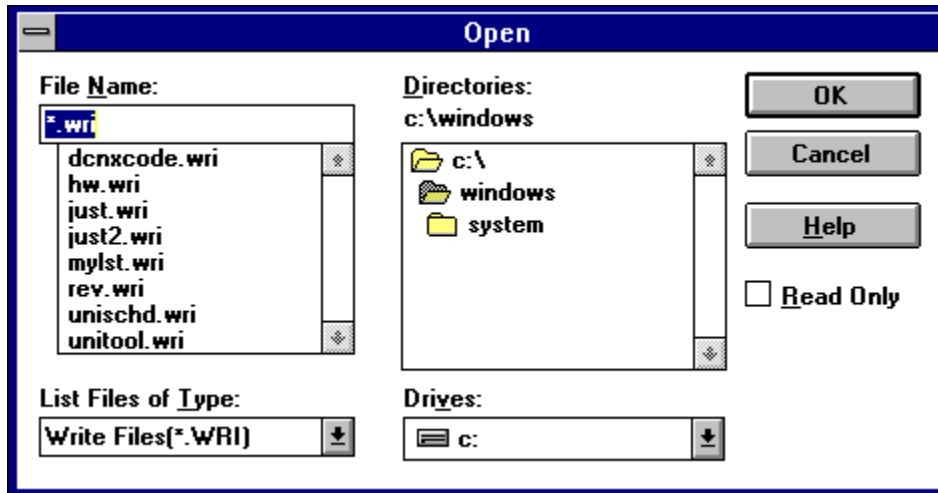 Open
File Name:
*.wri
dcnxcode.wri
hw.wri
just.wri
just2.wri
mylst.wri
rev.wri
unischd.wri
unitool.wri
List Files of Type:
Write Files(*.WRI)
Directories:
c:\windows
c:\
windows
system
Drives:
c:
OK
Cancel
Help
Read Only